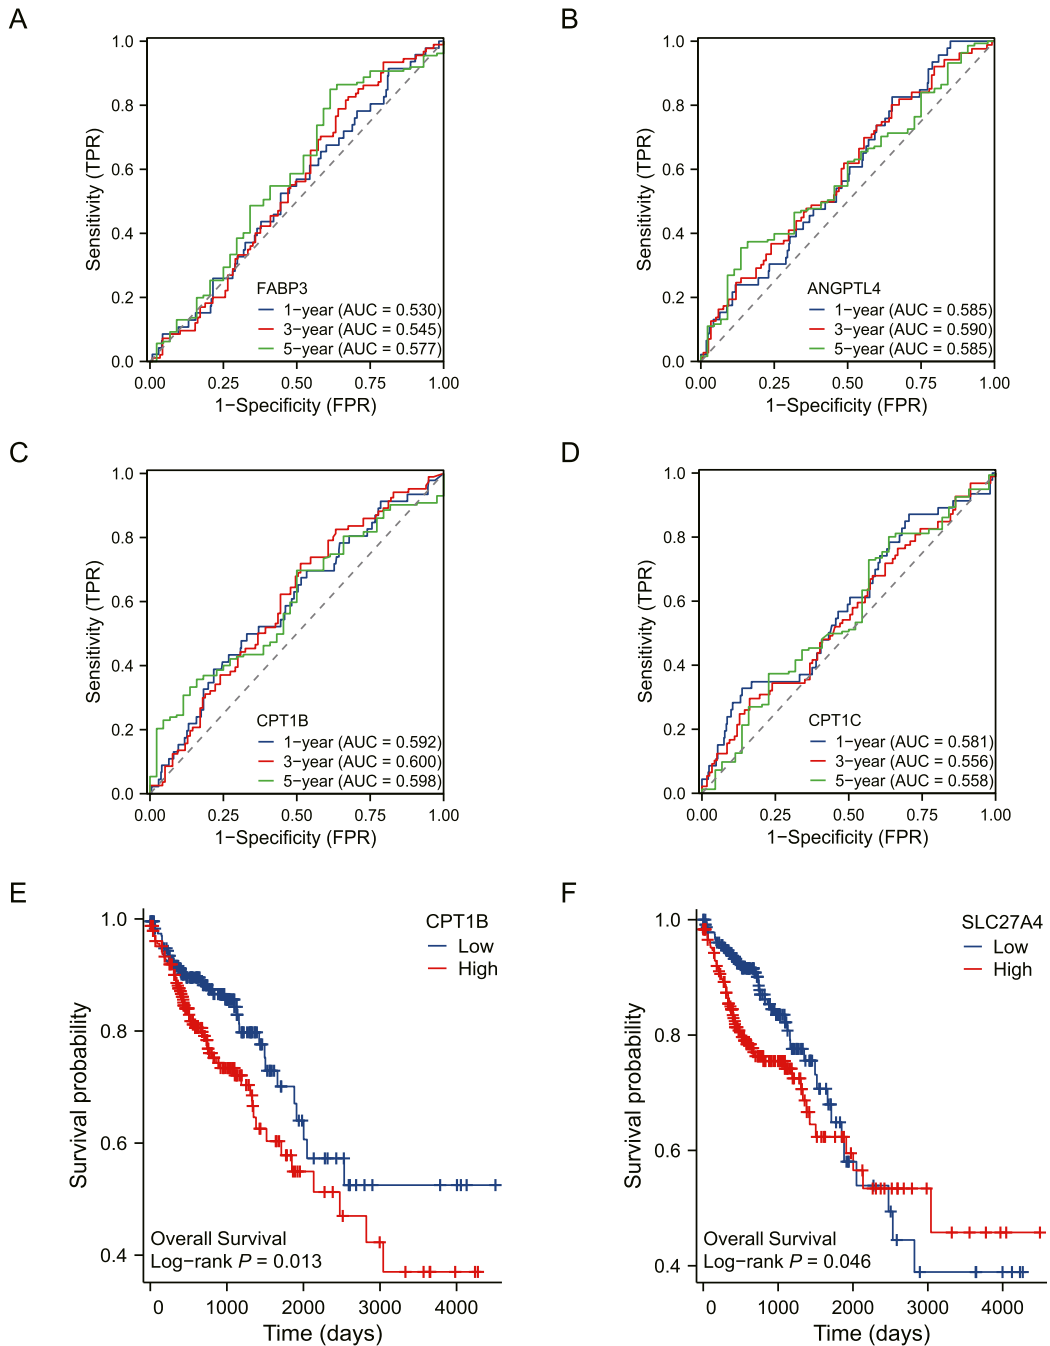 A
1.0
0.8
0.6
0.4
0.2
0.0
Sensitivity (TPR)
FABP3
1−year (AUC = 0.530)
3−year (AUC = 0.545)
5−year (AUC = 0.577)
0.00 0.25 0.50 0.75 1.00
1−Specificity (FPR)
B
1.0
0.8
0.6
0.4
0.2
0.0
Sensitivity (TPR)
ANGPTL4
1−year (AUC = 0.585)
3−year (AUC = 0.590)
5−year (AUC = 0.585)
0.00 0.25 0.50 0.75 1.00
1−Specificity (FPR)
C
1.0
0.8
0.6
0.4
0.2
0.0
Sensitivity (TPR)
CPT1B
1−year (AUC = 0.592)
3−year (AUC = 0.600)
5−year (AUC = 0.598)
0.00 0.25 0.50 0.75 1.00
1−Specificity (FPR)
D
1.0
0.8
0.6
0.4
0.2
0.0
Sensitivity (TPR)
CPT1C
1−year (AUC = 0.581)
3−year (AUC = 0.556)
5−year (AUC = 0.558)
0.00 0.25 0.50 0.75 1.00
1−Specificity (FPR)
E
1.0
0.8
0.6
0.4
Survival probability
CPT1B
Low
High
Overall Survival
Log−rank P = 0.013
0 1000 2000 3000 4000
Time (days)
F
1.0
0.8
0.6
0.4
Survival probability
SLC27A4
Low
High
Overall Survival
Log−rank P = 0.046
0 1000 2000 3000 4000
Time (days)